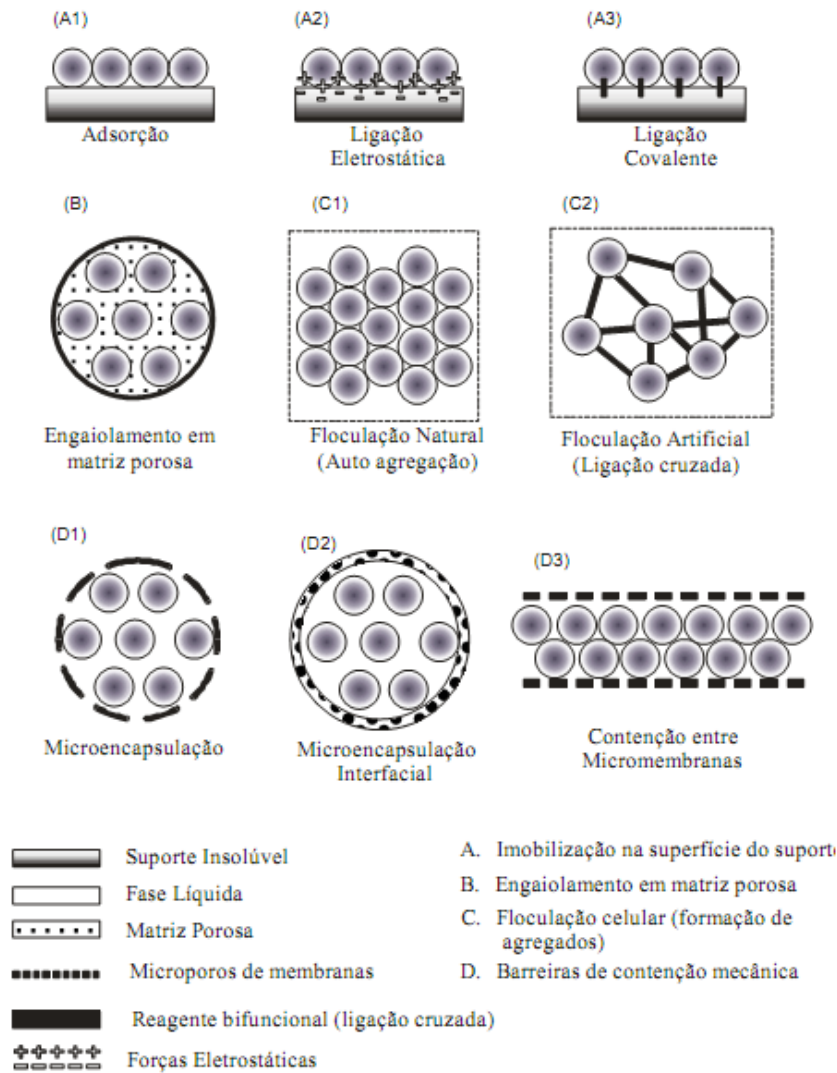 (A1)
(A2)
(A3)
Adsorção
Ligação
Eletrostática
Ligação
Covalente
(B)
(C1)
(C2)
Engaiolamento em
matriz porosa
Floculação Natural
(Auto agregação)
Floculação Artificial
(Ligação cruzada)
(D1)
(D2)
(D3)
Microencapsulação
Microencapsulação
Interfacial
Contenção entre
Micromembranas
Suporte Insolúvel
Fase Líquida
Matriz Porosa
Microporos de membranas
Reagente bifuncional (ligação cruzada)
Forças Eletrostáticas
A. Imobilização na superfície do suporte
B. Engaiolamento em matriz porosa
C. Floculação celular (formação de
agregados)
D. Barreiras de contenção mecânica